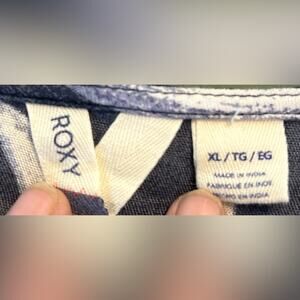 ROXY
XL / TG / EG
MADE IN INDIA
FABRIQUÉ EN INDE
HECHO EN INDIA